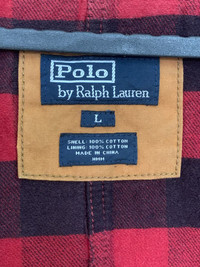 Polo
by Ralph Lauren
L
SHELL: 100% COTTON
LINING: 100% COTTON
MADE IN CHINA